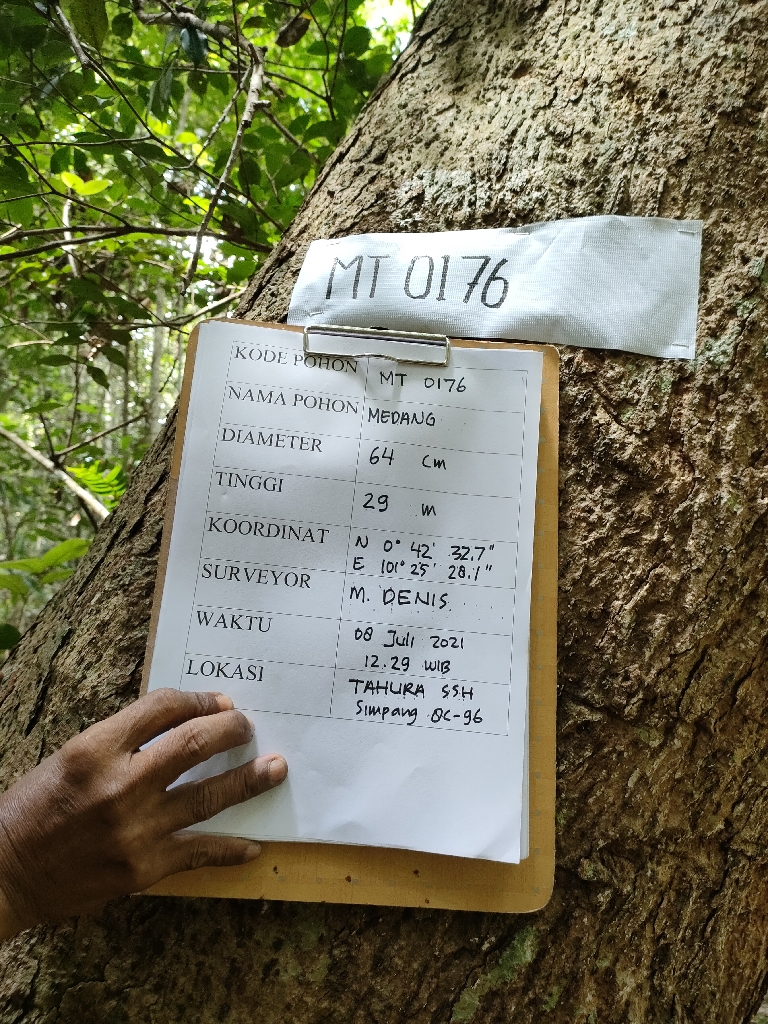 MT 0176
KODE POHON MT 0176
NAMA POHON MEDANG
DIAMETER 64 cm
TINGGI 29 m
KOORDINAT N 0° 42' 32.7"
E 101° 25' 28.1"
SURVEYOR M. DENIS
WAKTU 08 Juli 2021
12.29 WIB
LOKASI TAHURA SSH
Simpang QC-96